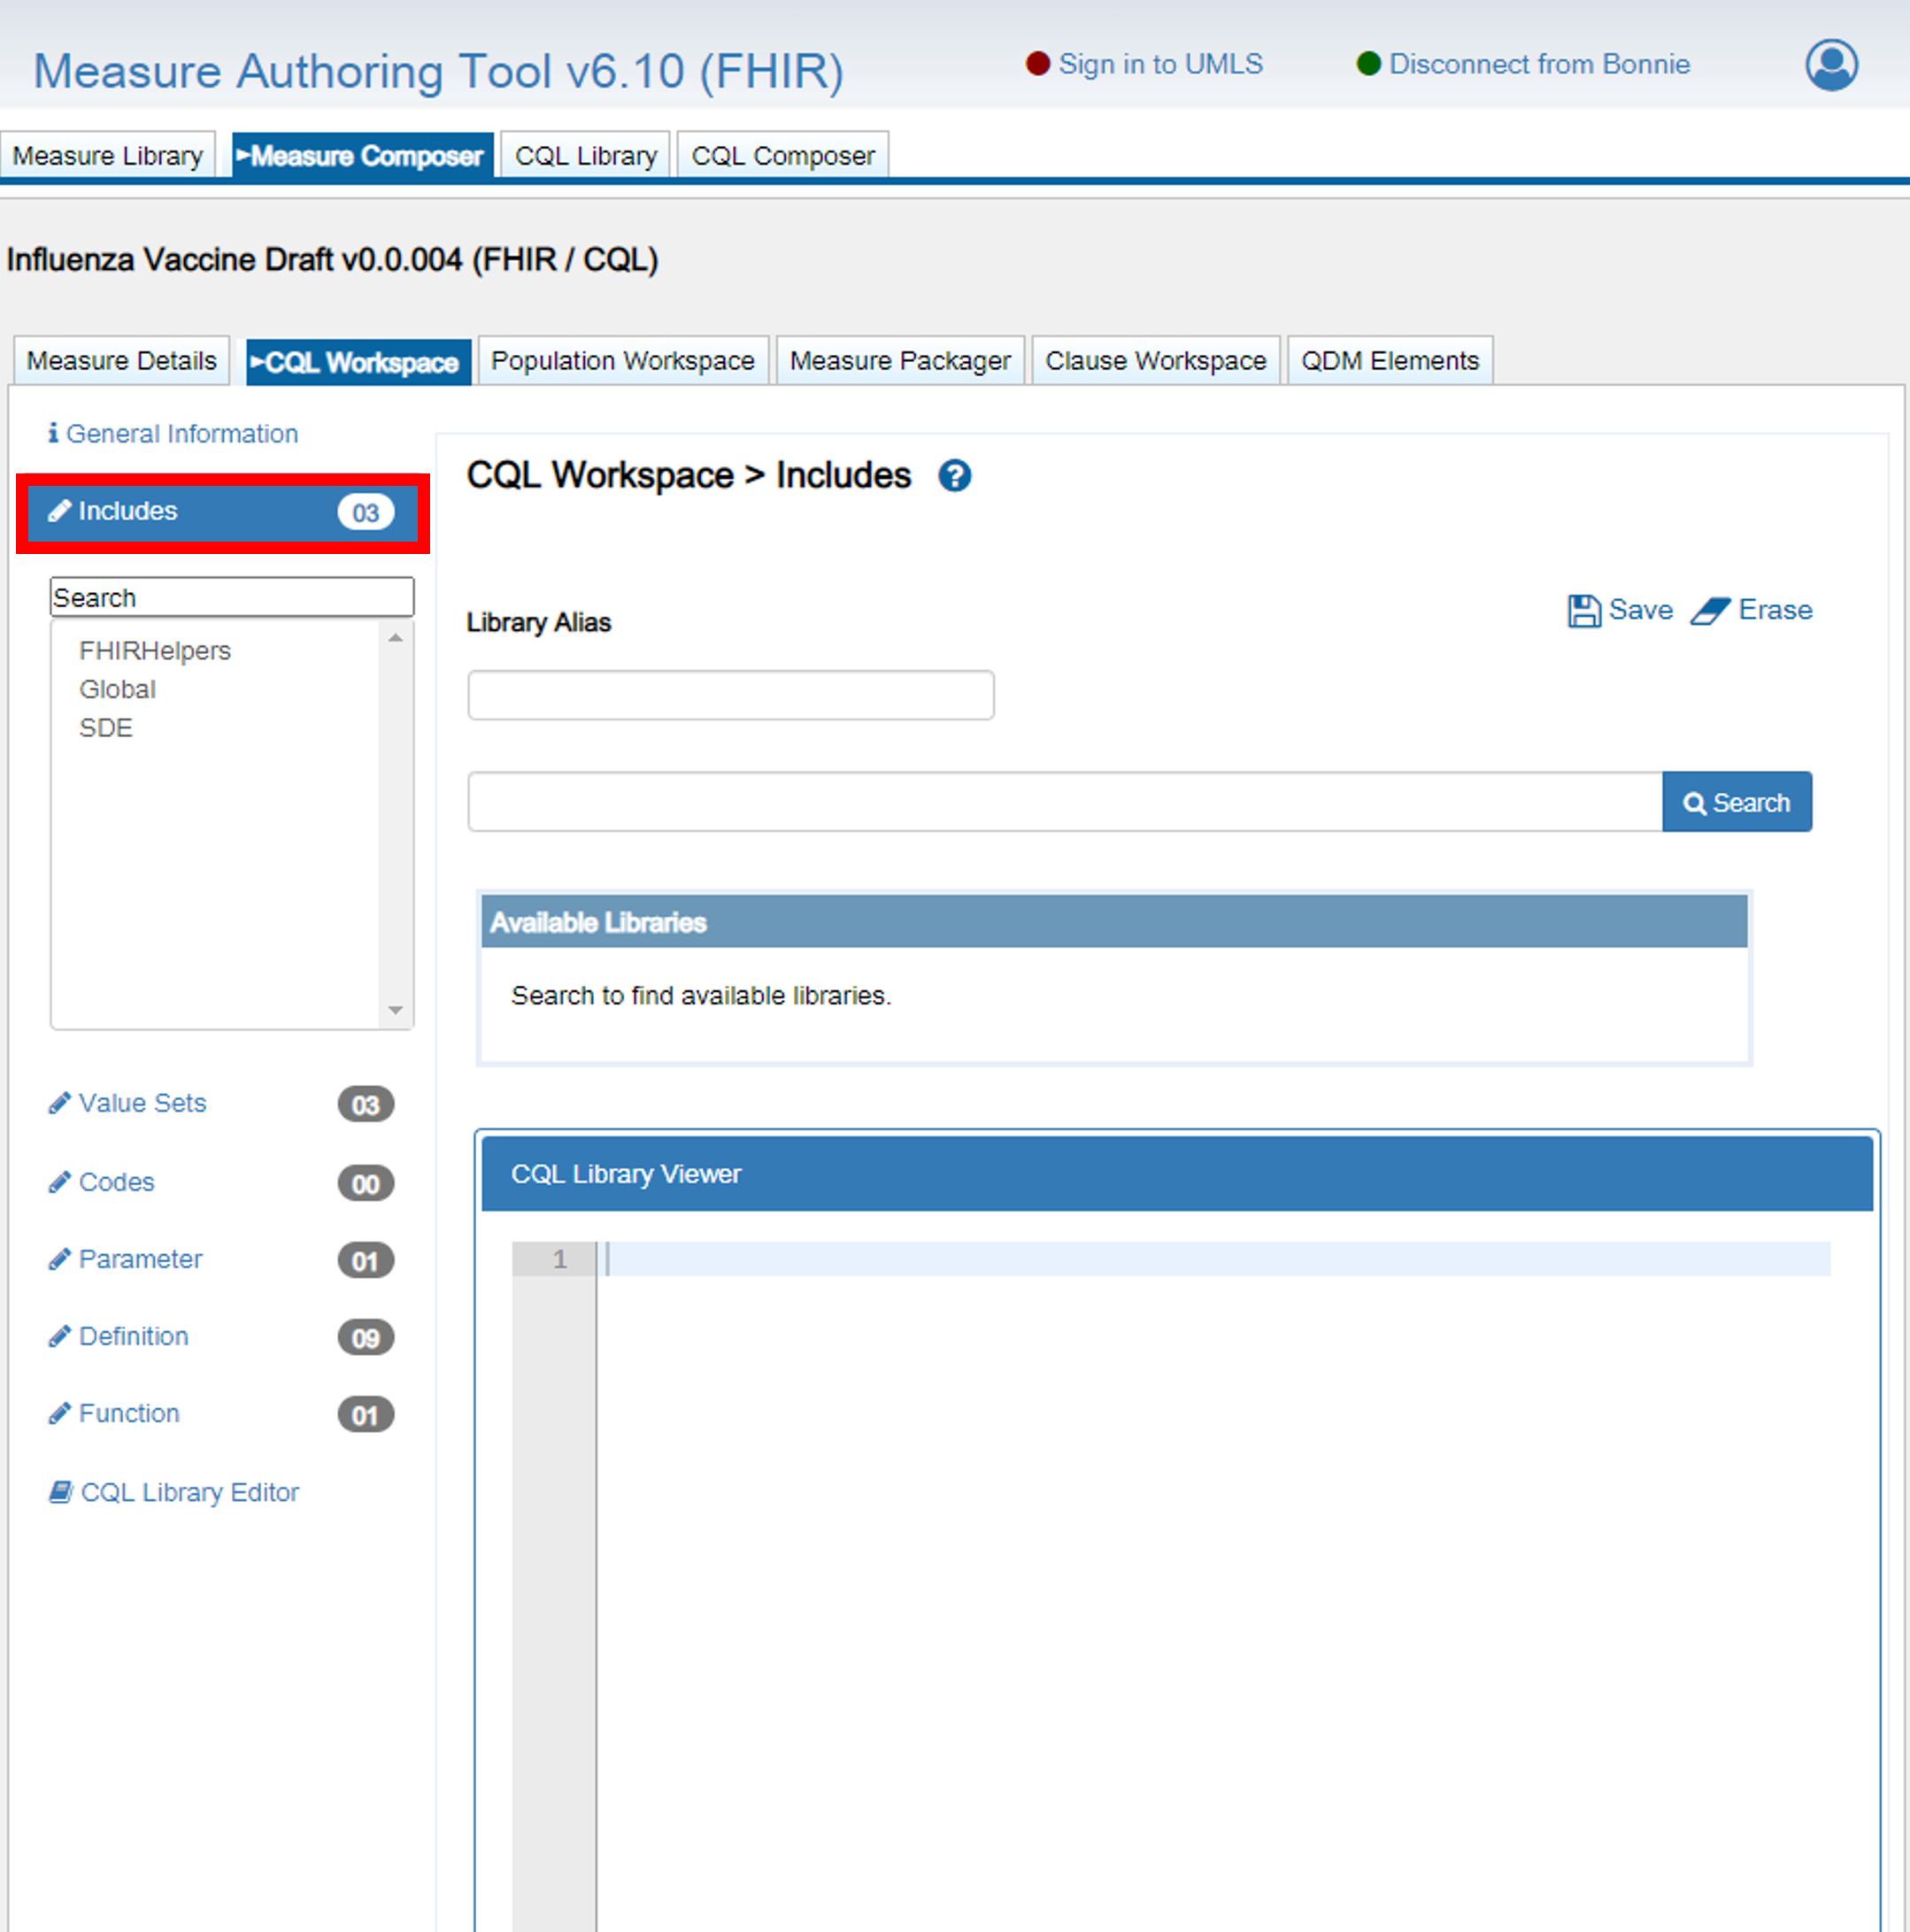 Measure Authoring Tool v6.10 (FHIR)
Sign in to UMLS
Disconnect from Bonnie
Measure Library
►Measure Composer
CQL Library
CQL Composer
Influenza Vaccine Draft v0.0.004 (FHIR / CQL)
Measure Details
►CQL Workspace
Population Workspace
Measure Packager
Clause Workspace
QDM Elements
General Information
Includes 03
Search
FHIRHelpers
Global
SDE
Value Sets 03
Codes 00
Parameter 01
Definition 09
Function 01
CQL Library Editor
CQL Workspace > Includes
Save
Erase
Library Alias
Search
Available Libraries
Search to find available libraries.
CQL Library Viewer
1